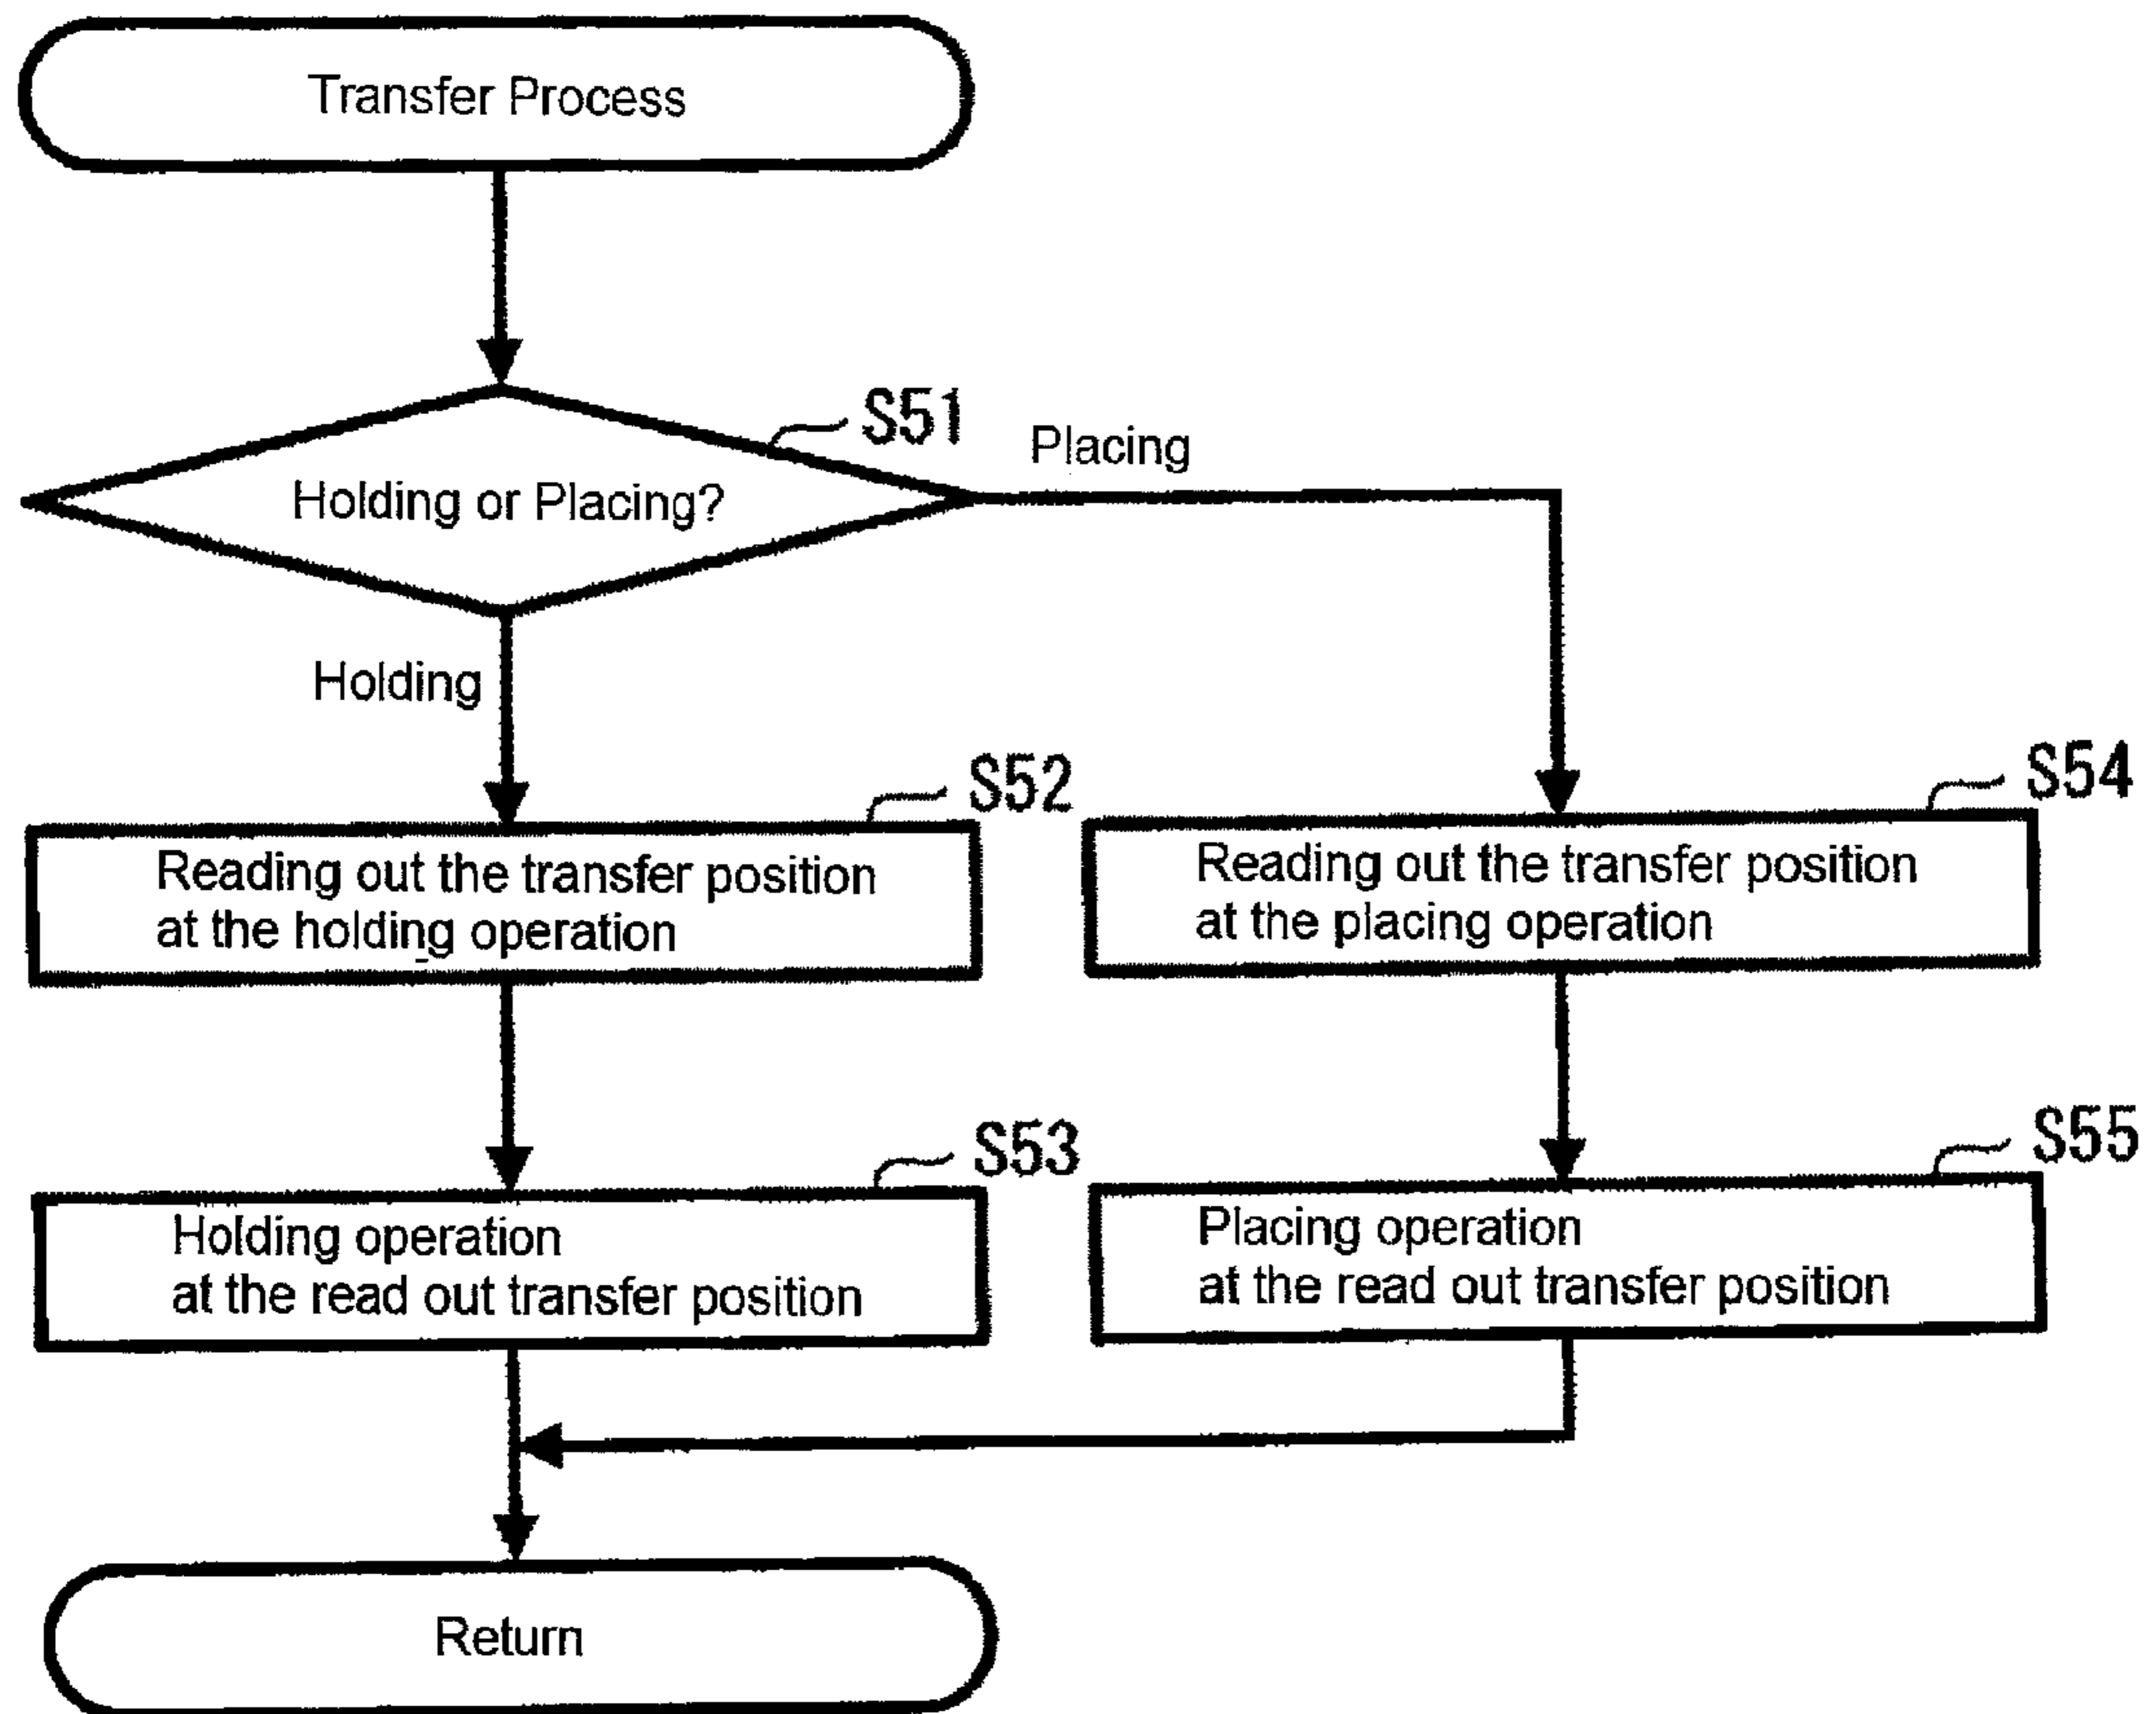 Transfer Process
S51
Placing
Holding or Placing?
Holding
S52
S54
Reading out the transfer position
at the holding operation
Reading out the transfer position
at the placing operation
S53
S55
Holding operation
at the read out transfer position
Placing operation
at the read out transfer position
Return